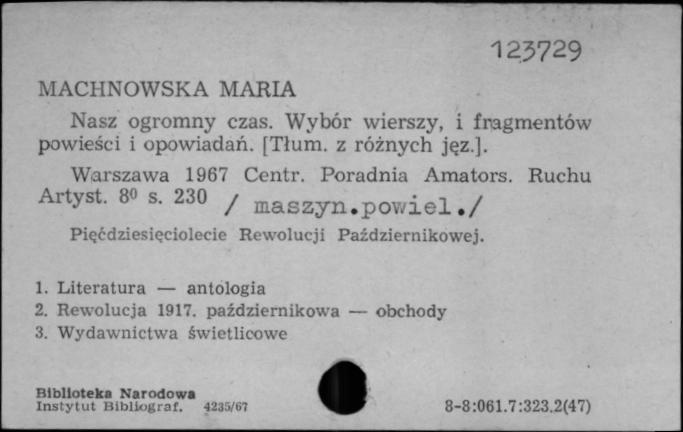 123729
MACHNOWSKA MARIA
Nasz ogromny czas. Wybór wierszy, i fragmentów
powieści i opowiadań. [Tłum. z różnych jęz.].
Warszawa 1967 Centr. Poradnia Amators. Ruchu
Artyst. 8⁰ s. 230 / maszyn.powiel./
Pięćdziesięciolecie Rewolucji Październikowej.
1. Literatura — antologia
2. Rewolucja 1917. październikowa — obchody
3. Wydawnictwa świetlicowe
Biblioteka Narodowa
Instytut Bibliograf. 4235/67 8-8:061.7:323.2(47)